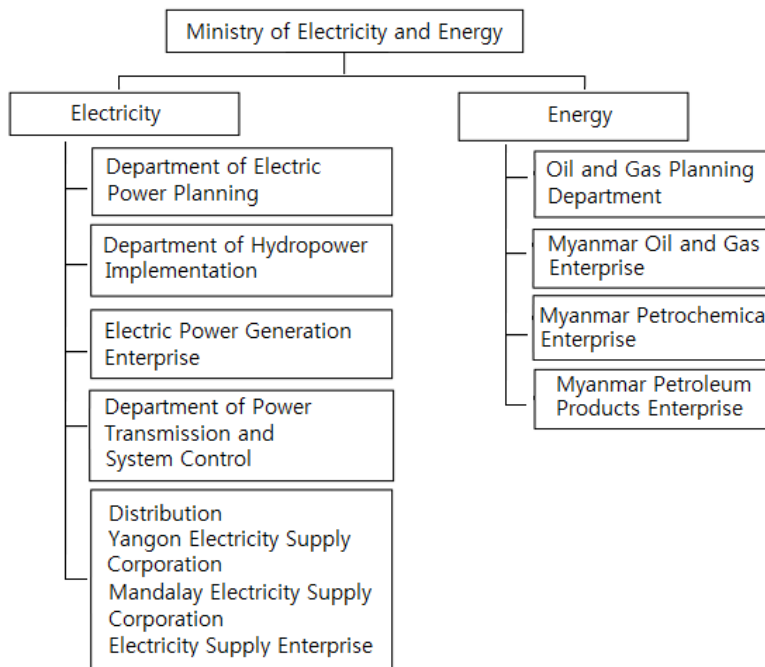 Ministry of Electricity and Energy
Electricity
Department of Electric
Power Planning
Department of Hydropower
Implementation
Electric Power Generation
Enterprise
Department of Power
Transmission and
System Control
Distribution
Yangon Electricity Supply
Corporation
Mandalay Electricity Supply
Corporation
Electricity Supply Enterprise
Energy
Oil and Gas Planning
Department
Myanmar Oil and Gas
Enterprise
Myanmar Petrochemica
Enterprise
Myanmar Petroleum
Products Enterprise